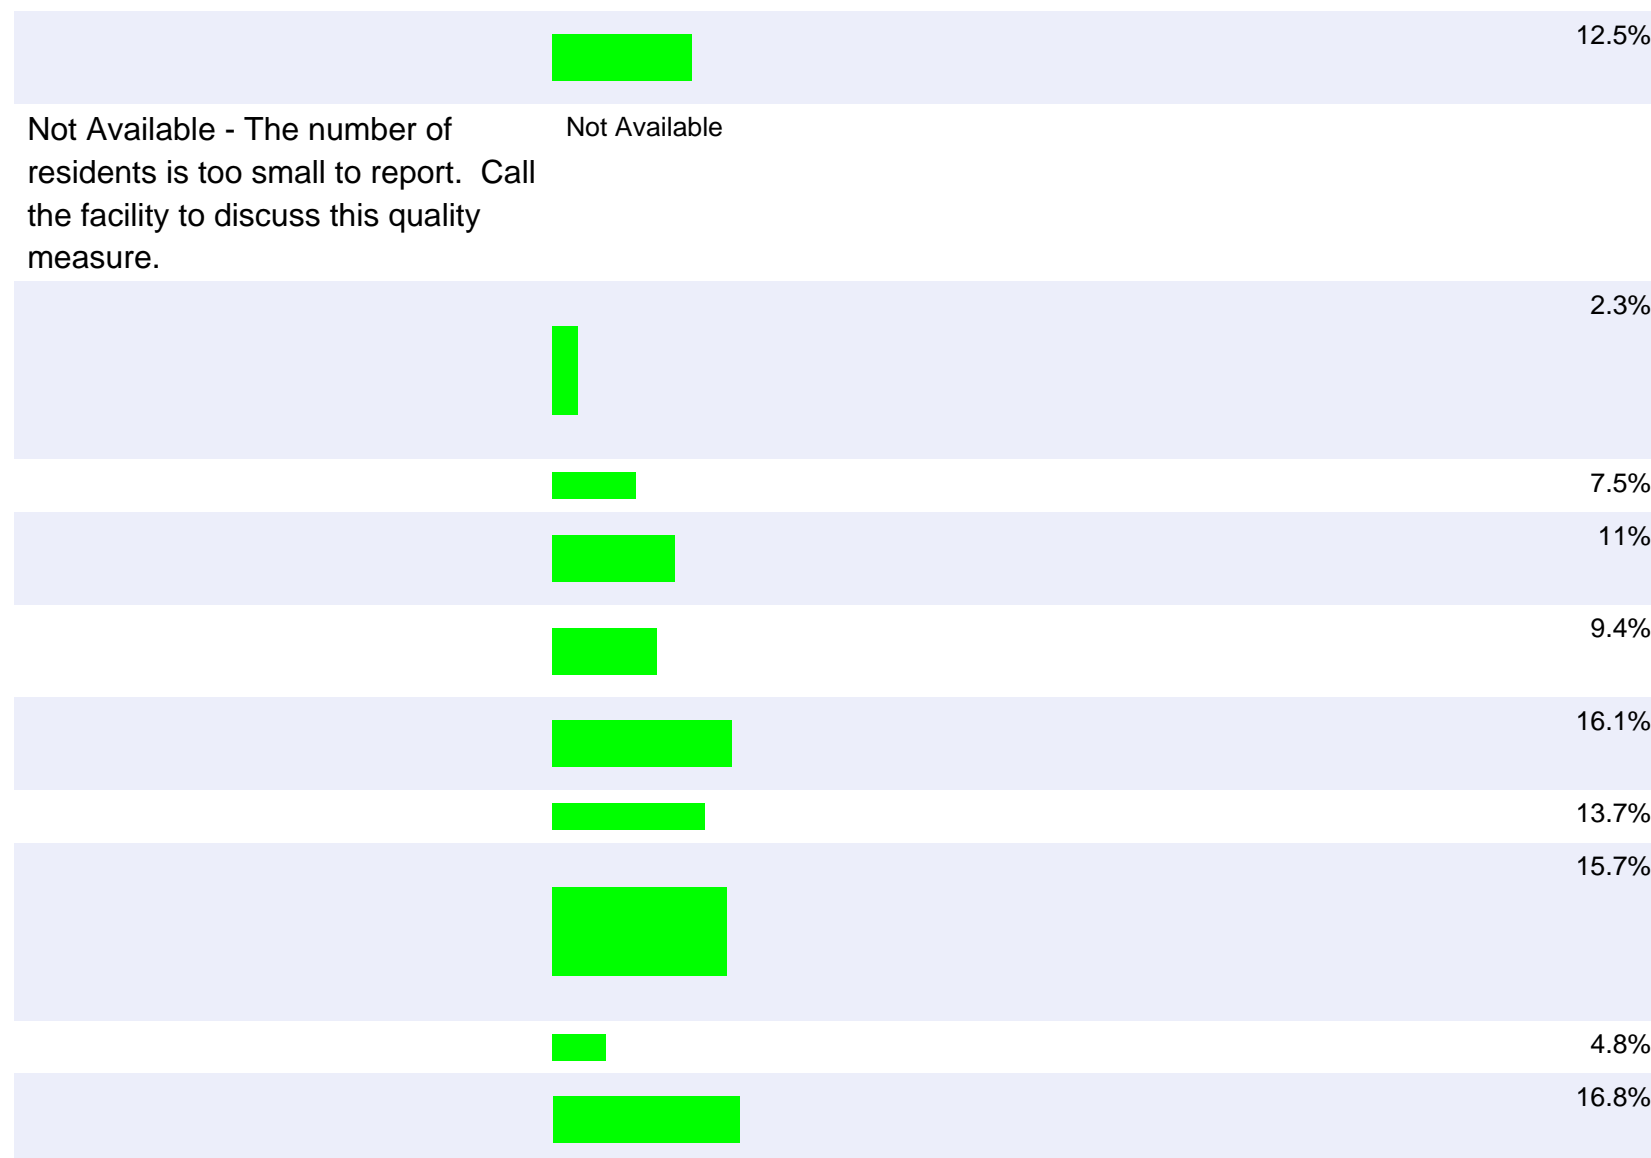 12.5%
Not Available - The number of
residents is too small to report.  Call
the facility to discuss this quality
measure.
Not Available
2.3%
7.5%
11%
9.4%
16.1%
13.7%
15.7%
4.8%
16.8%